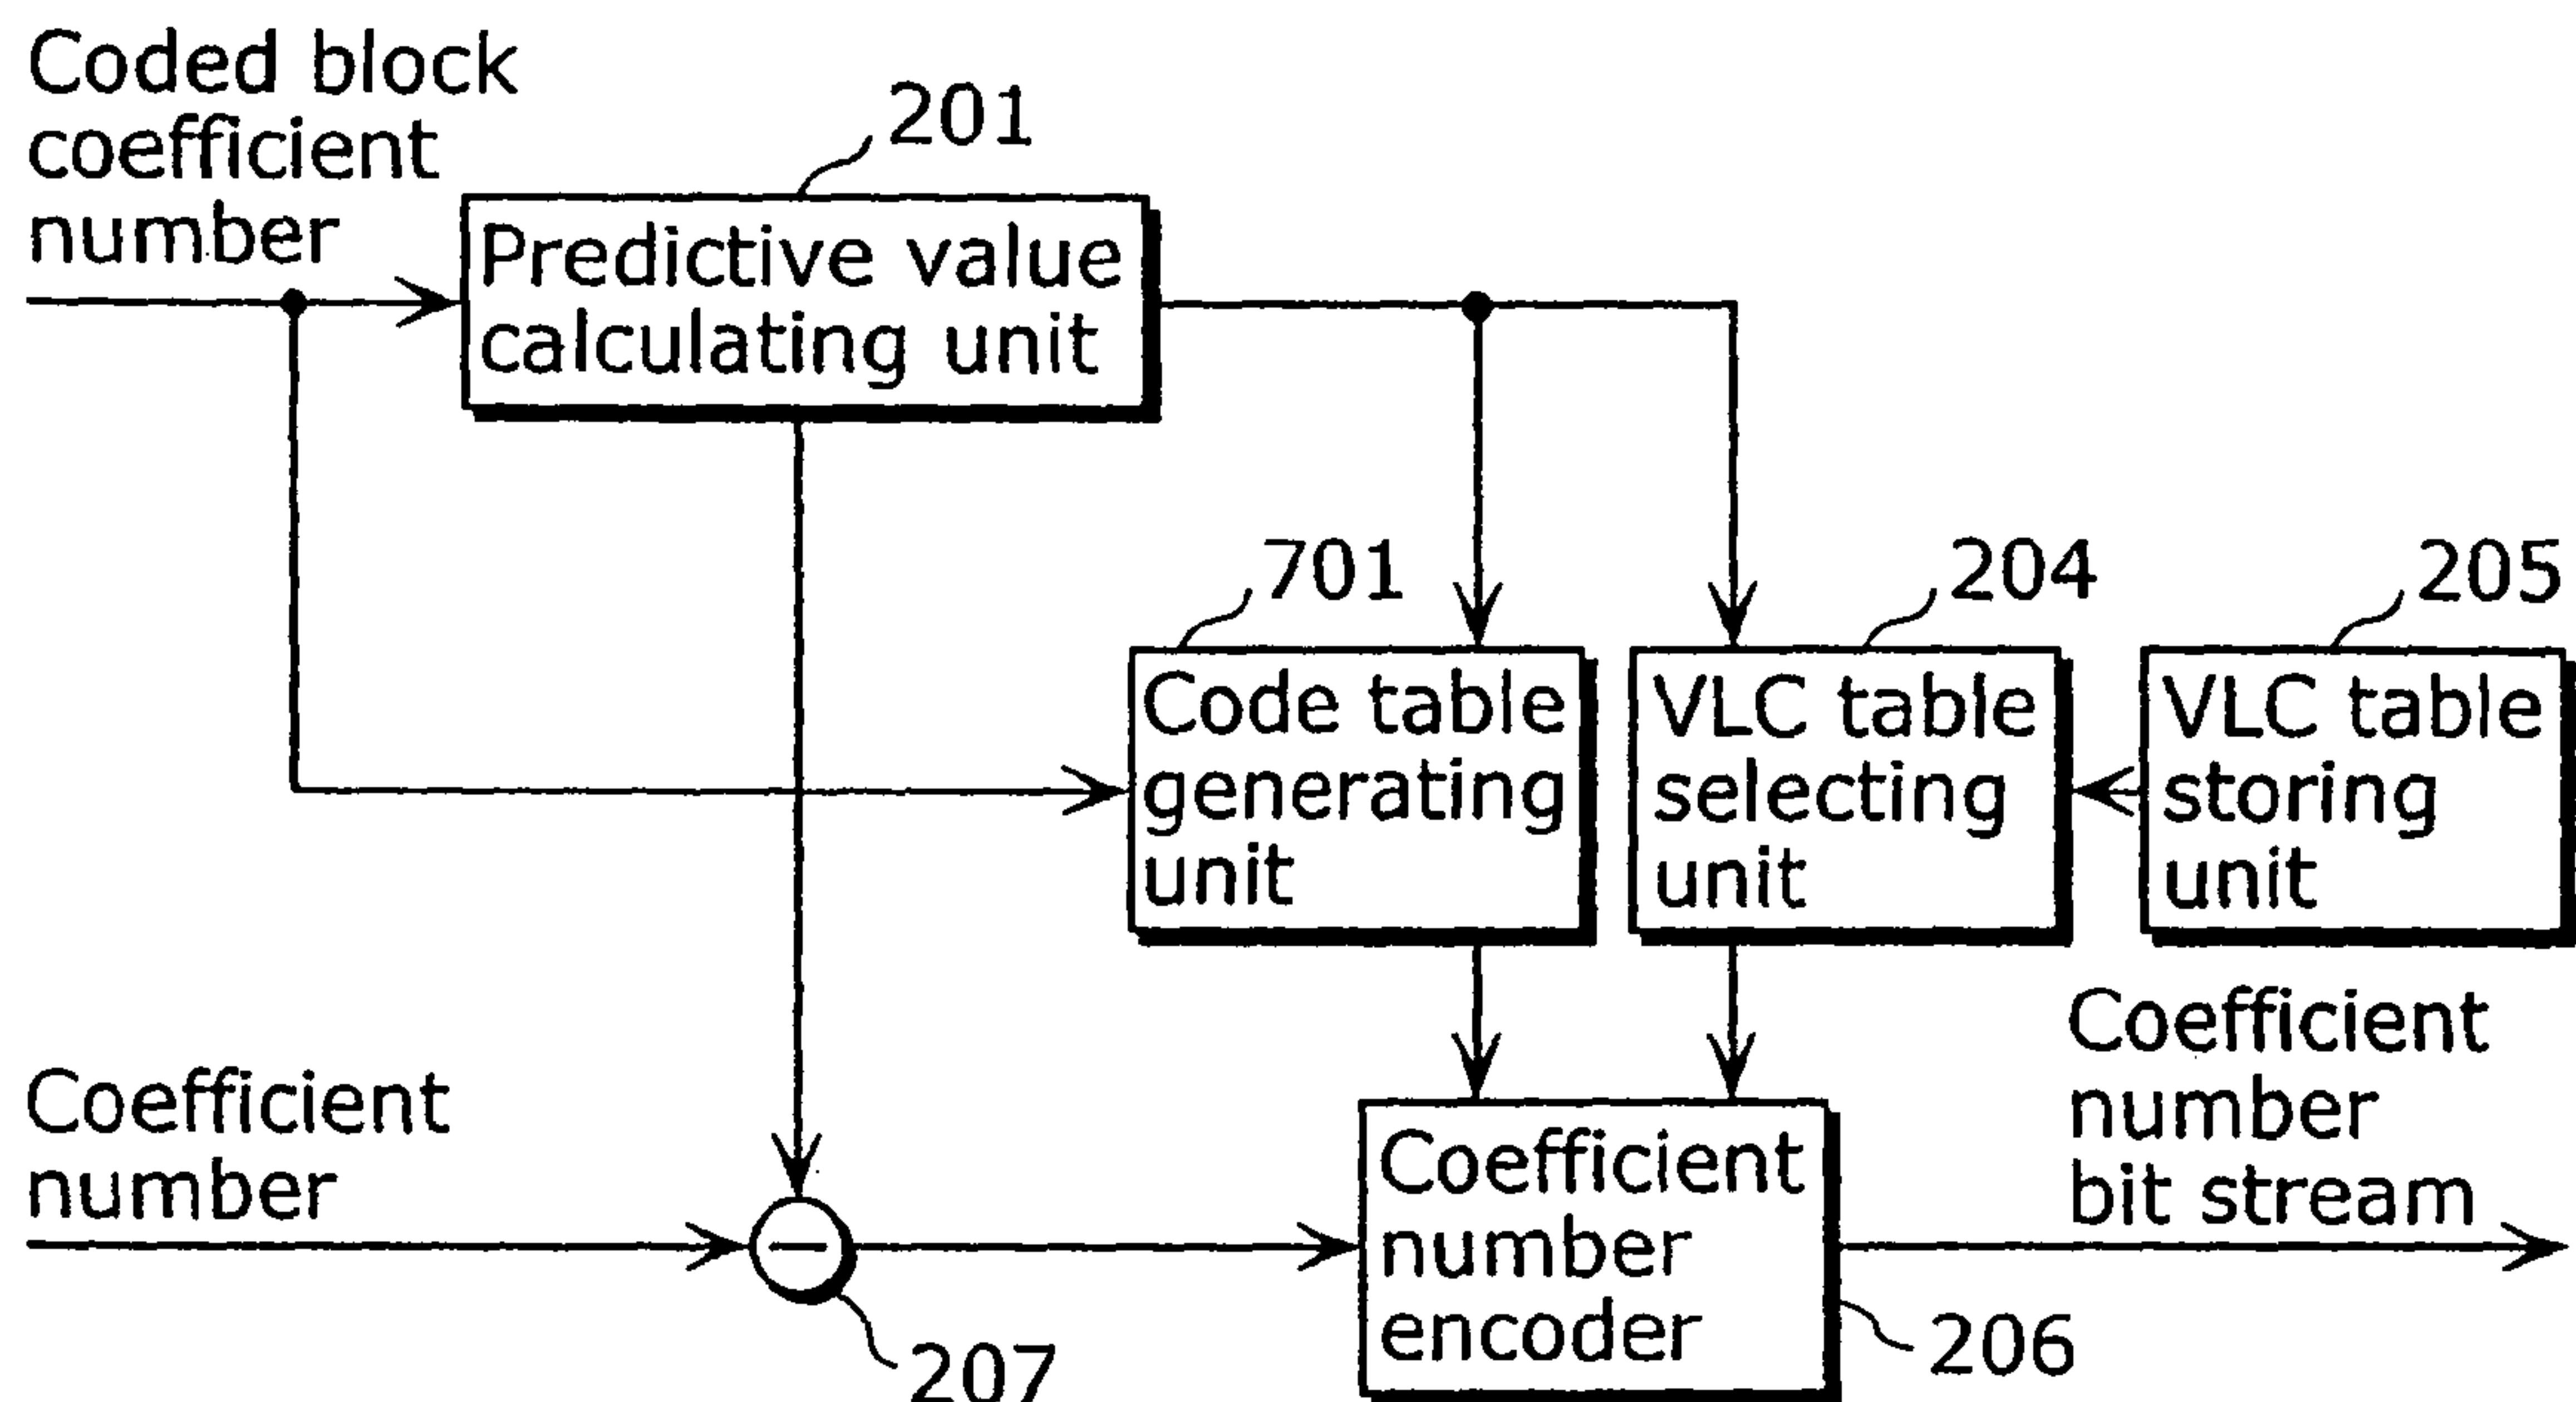 Coded block
coefficient
number
201
Predictive value
calculating unit
701
204
205
Code table
generating
unit
VLC table
selecting
unit
VLC table
storing
unit
Coefficient
number
207
Coefficient
number
encoder
206
Coefficient
number
bit stream